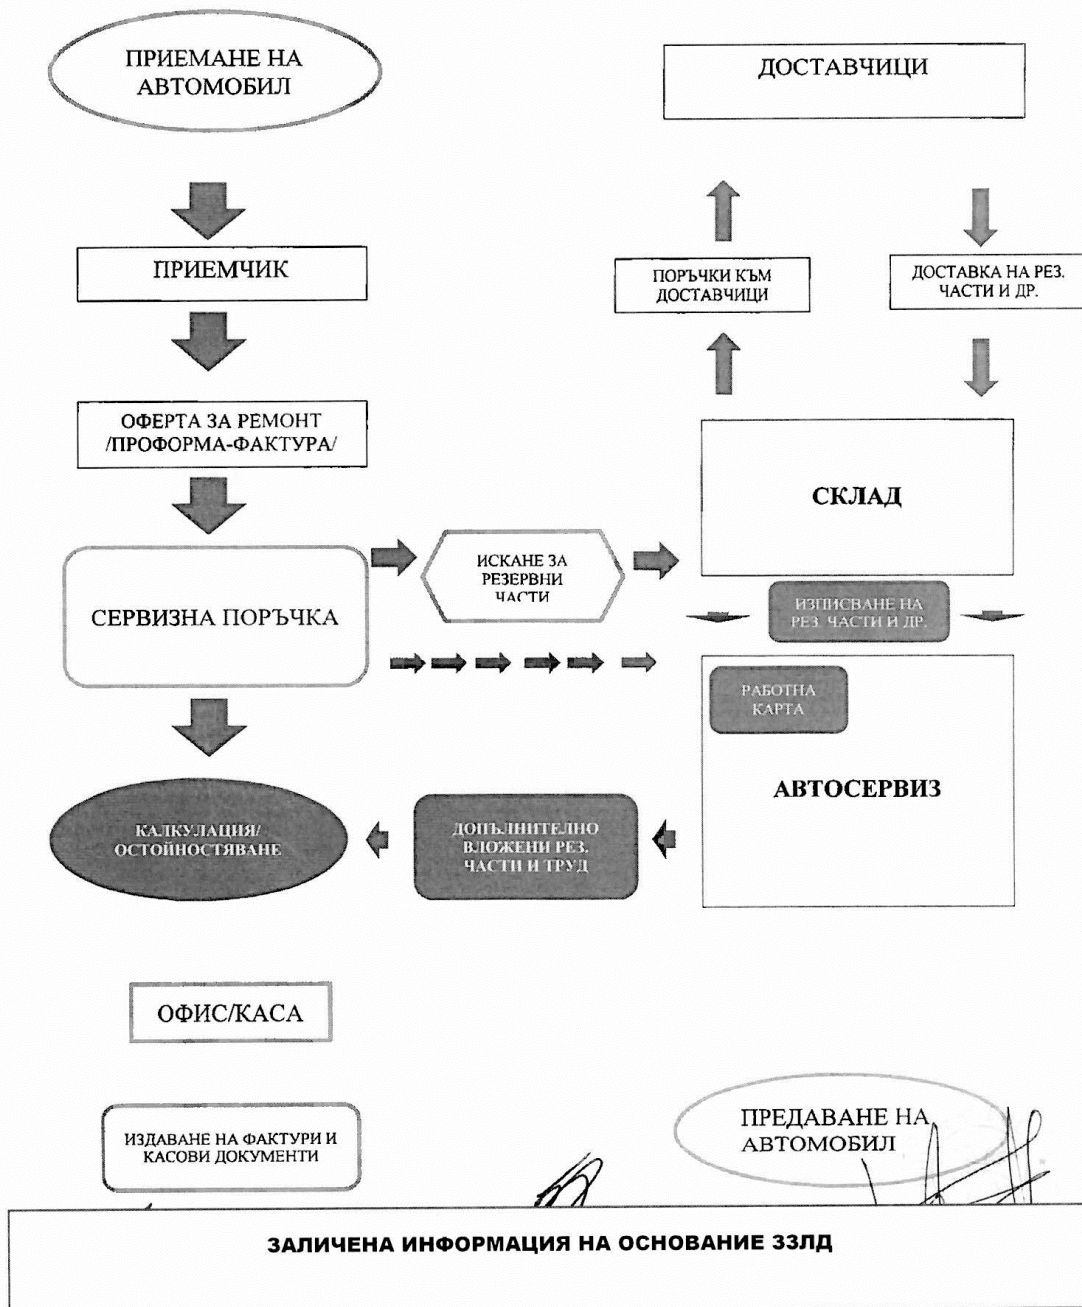 ПРИЕМАНЕ НА
АВТОМОБИЛ
ДОСТАВЧИЦИ
ПРИЕМЧИК
ПОРЪЧКИ КЪМ
ДОСТАВЧИЦИ
ДОСТАВКА НА РЕЗ.
ЧАСТИ И ДР.
ОФЕРТА ЗА РЕМОНТ
/ПРОФОРМА-ФАКТУРА/
СКЛАД
ИСКАНЕ ЗА
РЕЗЕРВНИ
ЧАСТИ
СЕРВИЗНА ПОРЪЧКА
ИЗПИСВАНЕ НА
РЕЗ. ЧАСТИ И ДР.
РАБОТНА
КАРТА
АВТОСЕРВИЗ
КАЛКУЛАЦИЯ/
ОСТОЙНОСТЯВАНЕ
ДОПЪЛНИТЕЛНО
ВЛОЖЕНИ РЕЗ.
ЧАСТИ И ТРУД
ОФИС/КАСА
ИЗДАВАНЕ НА ФАКТУРИ И
КАСОВИ ДОКУМЕНТИ
ПРЕДАВАНЕ НА
АВТОМОБИЛ
ЗАЛИЧЕНА ИНФОРМАЦИЯ НА ОСНОВАНИЕ ЗЗЛД